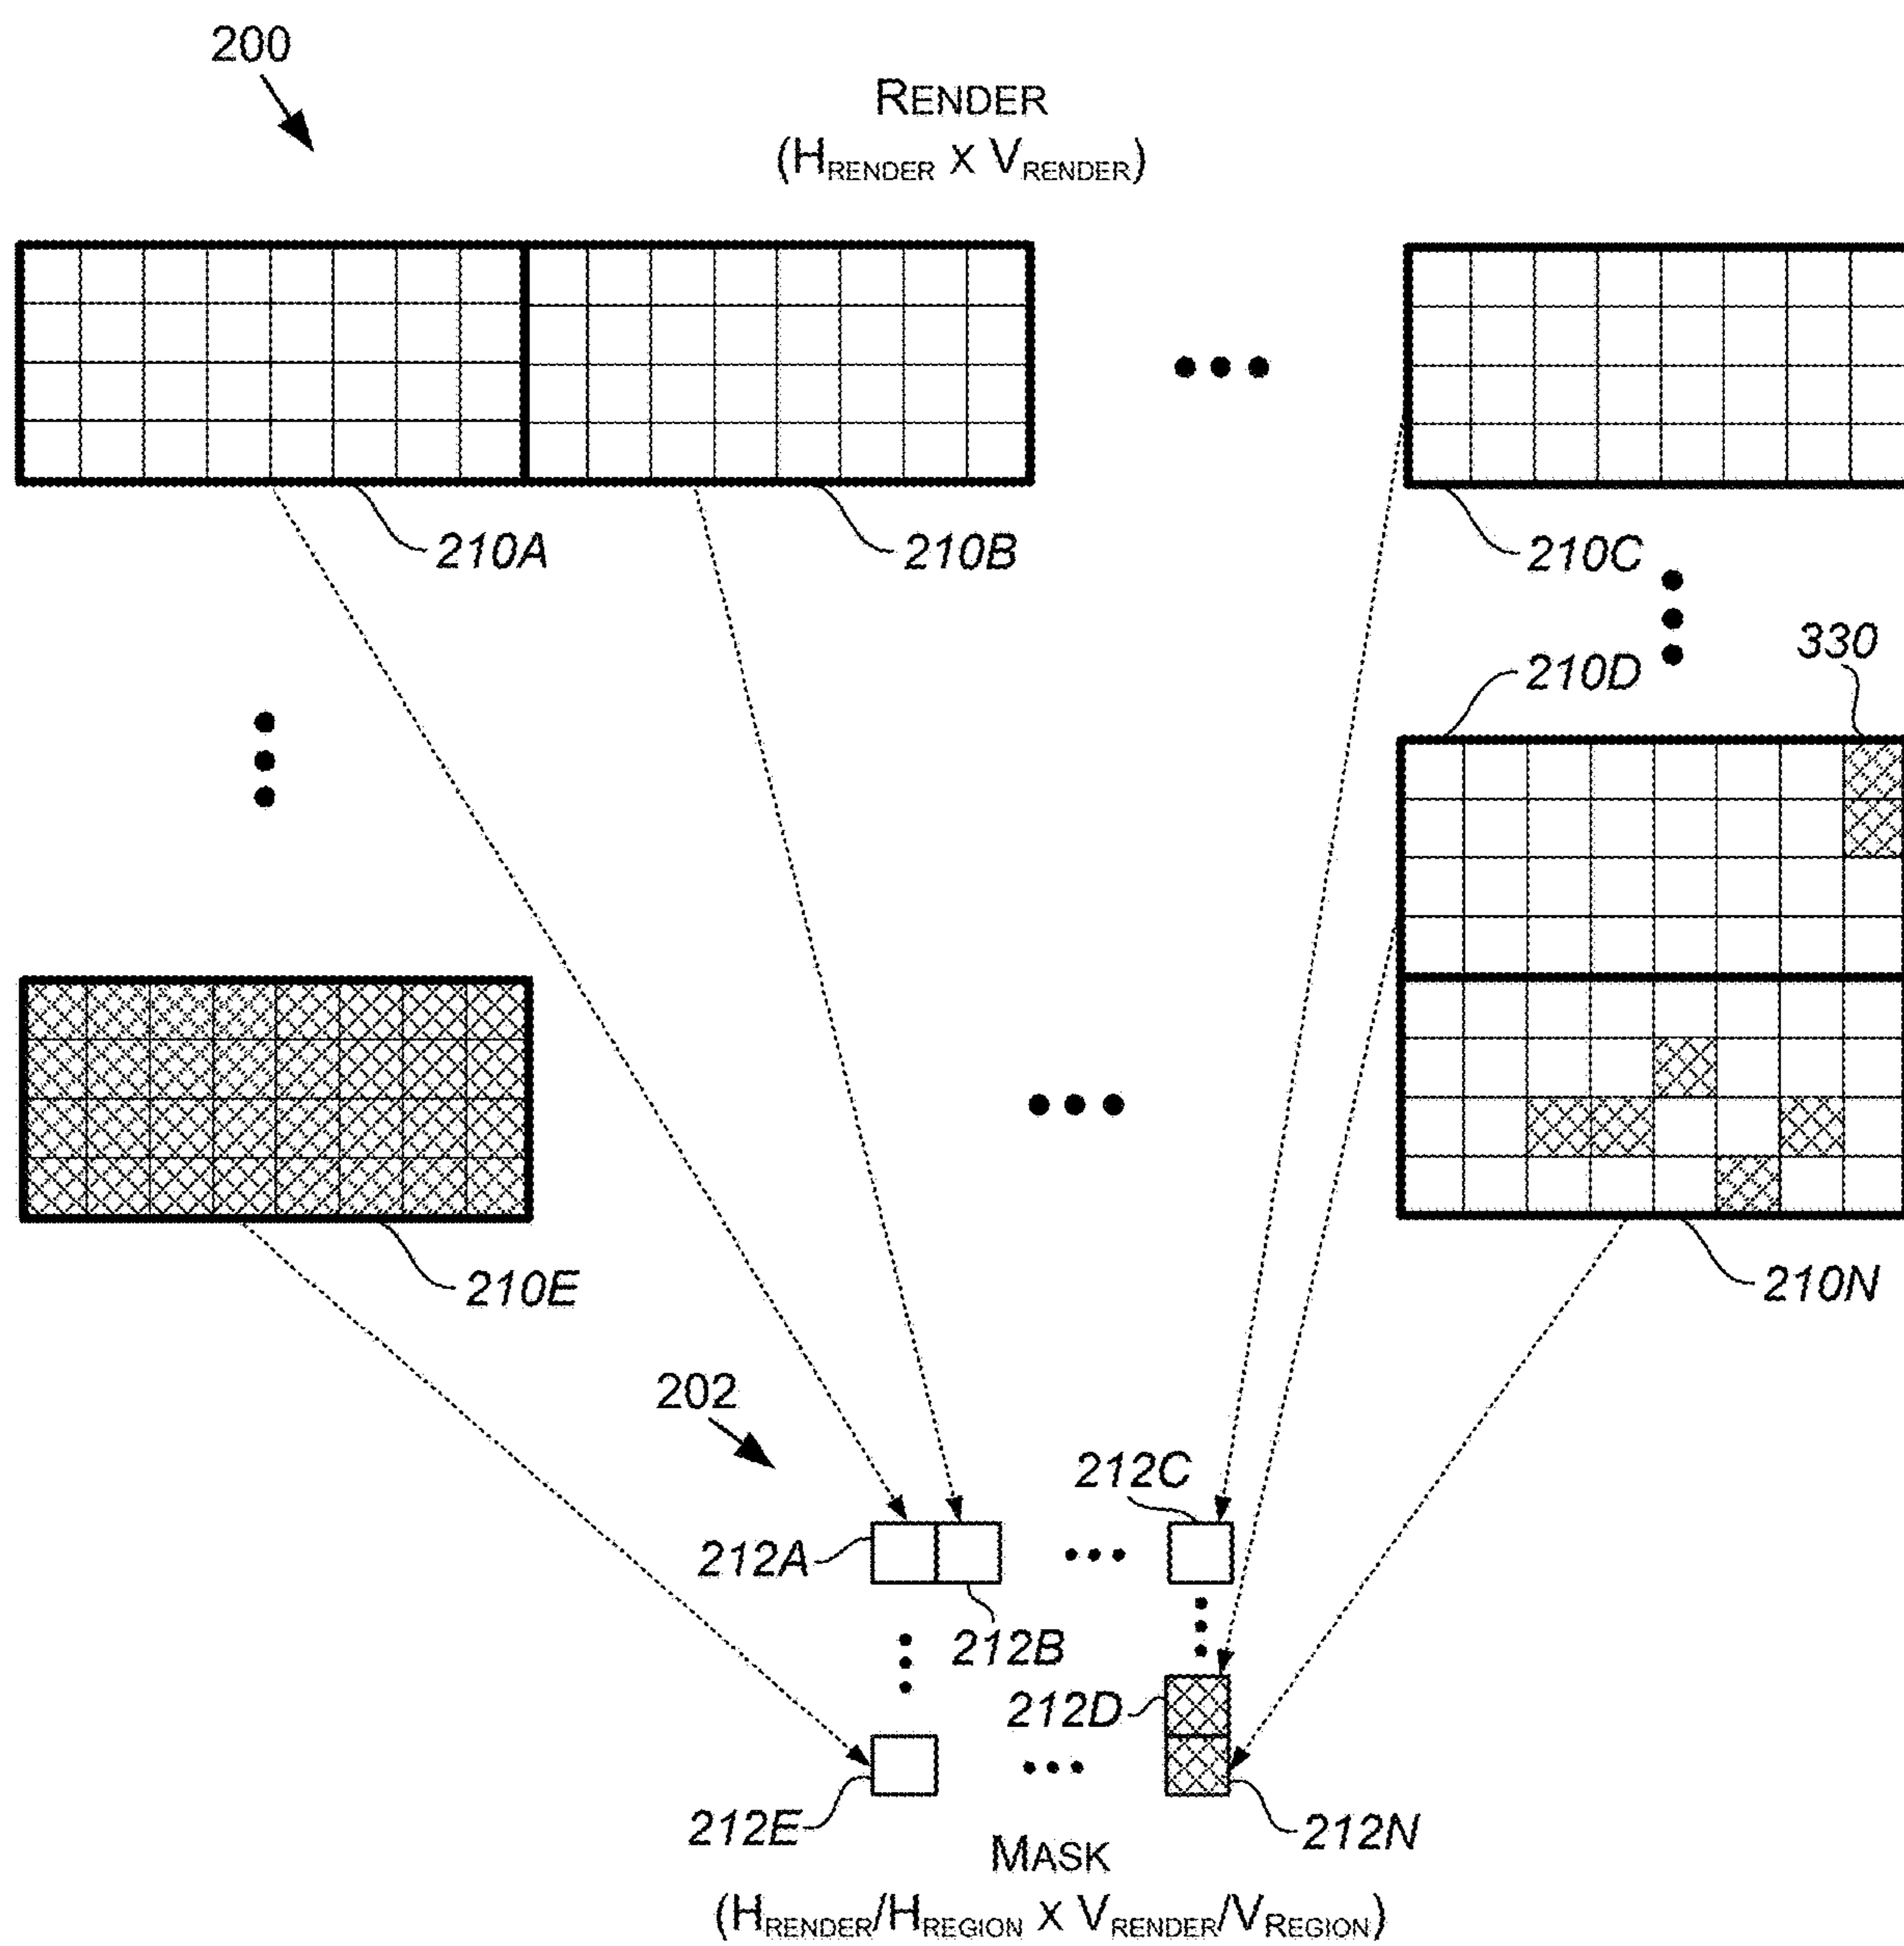 200
RENDER
(HRENDER X VRENDER)
210A
210B
210C
210D
330
210E
210N
202
212C
212A
212B
212D
212E
212N
MASK
(HRENDER/HREGION X VRENDER/VREGION)